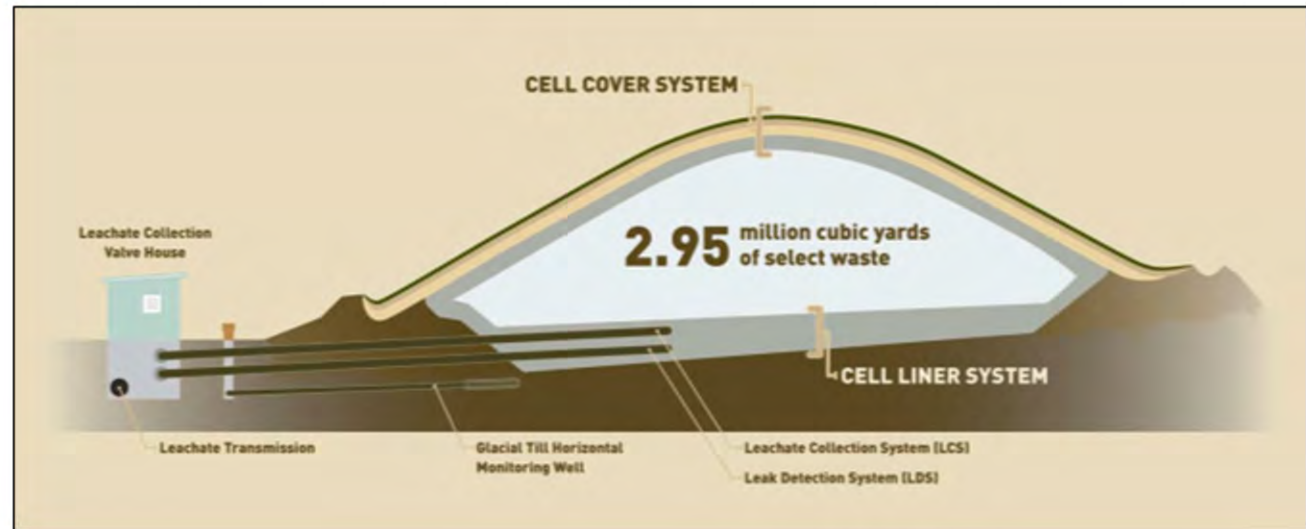 CELL COVER SYSTEM
2.95 million cubic yards
of select waste
Leachate Collection
Valve House
CELL LINER SYSTEM
Leachate Transmission
Glacial Till Horizontal
Monitoring Well
Leachate Collection System (LCS)
Leak Detection System (LDS)